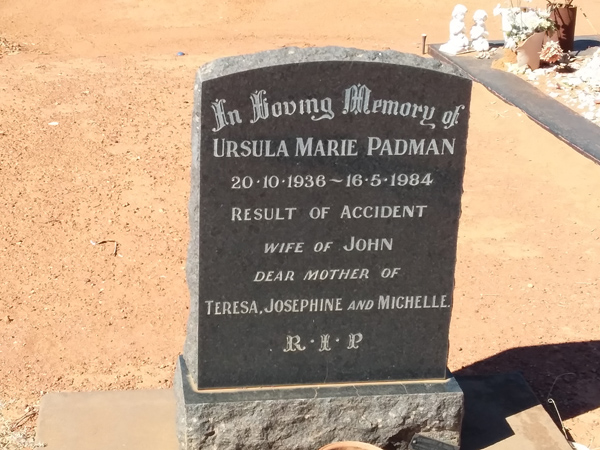 In Loving Memory of
URSULA MARIE PADMAN
20·10·1936~16·5·1984
RESULT OF ACCIDENT
WIFE OF JOHN
DEAR MOTHER OF
TERESA, JOSEPHINE AND MICHELLE.
R·I·P